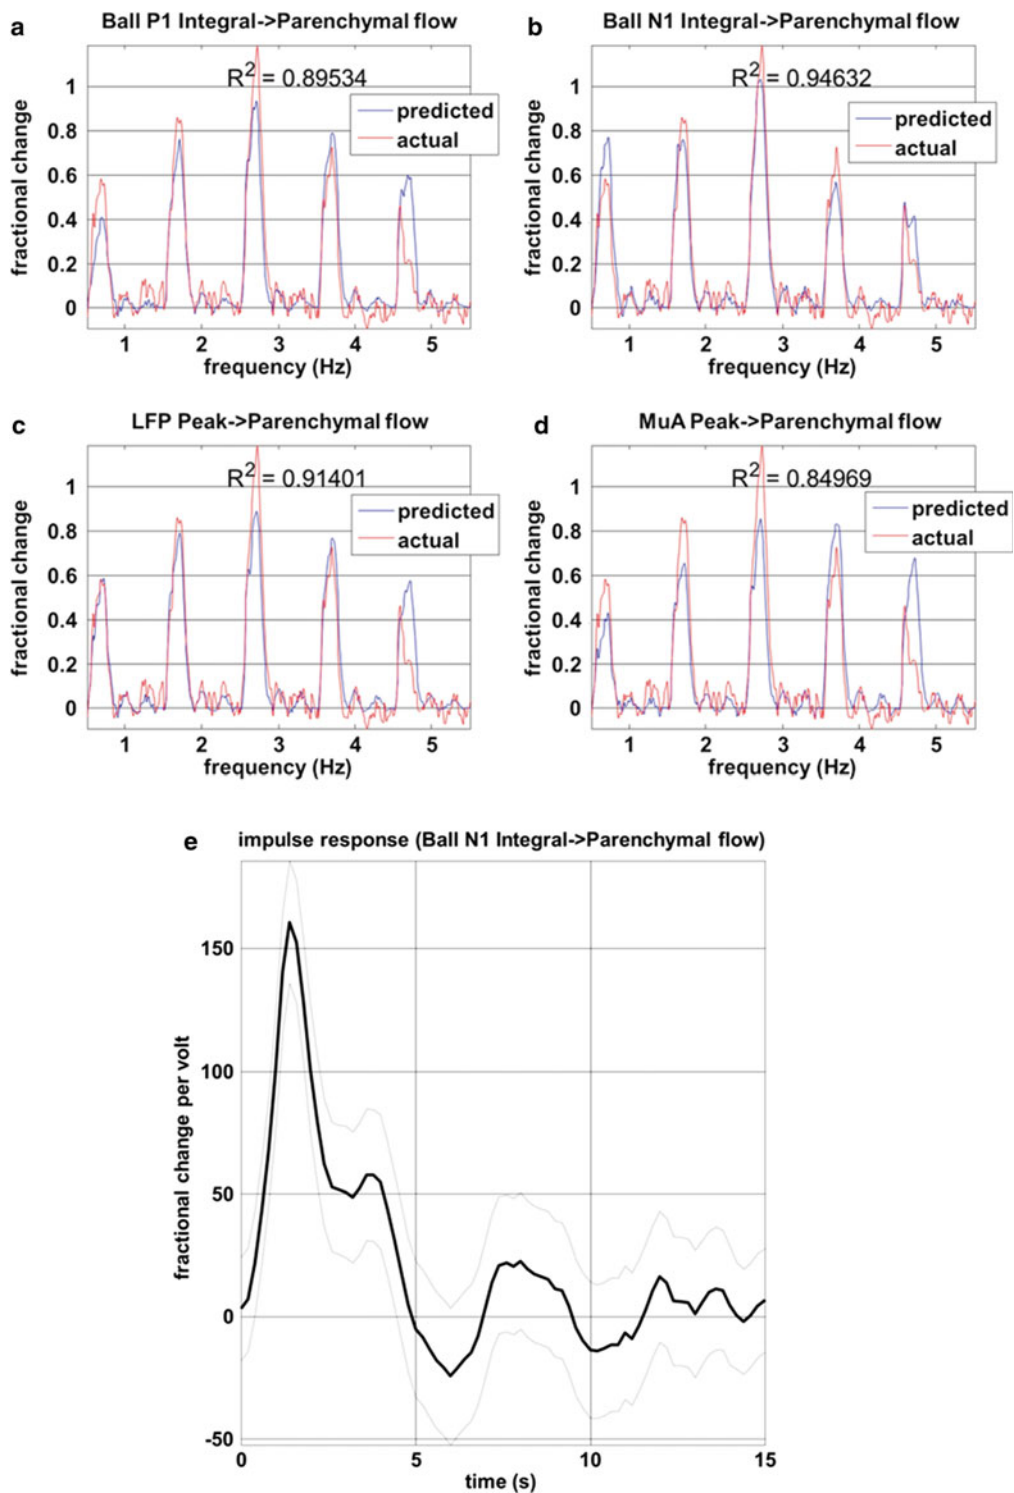 a
Ball P1 Integral->Parenchymal flow
R2 = 0.89534
predicted
actual
fractional change
1
0.8
0.6
0.4
0.2
0
1 2 3 4 5
frequency (Hz)
b
Ball N1 Integral->Parenchymal flow
R2 = 0.94632
predicted
actual
fractional change
1
0.8
0.6
0.4
0.2
0
1 2 3 4 5
frequency (Hz)
c
LFP Peak->Parenchymal flow
R2 = 0.91401
predicted
actual
fractional change
1
0.8
0.6
0.4
0.2
0
1 2 3 4 5
frequency (Hz)
d
MuA Peak->Parenchymal flow
R2 = 0.84969
predicted
actual
fractional change
1
0.8
0.6
0.4
0.2
0
1 2 3 4 5
frequency (Hz)
e
impulse response (Ball N1 Integral->Parenchymal flow)
fractional change per volt
150
100
50
0
-50
0 5 10 15
time (s)